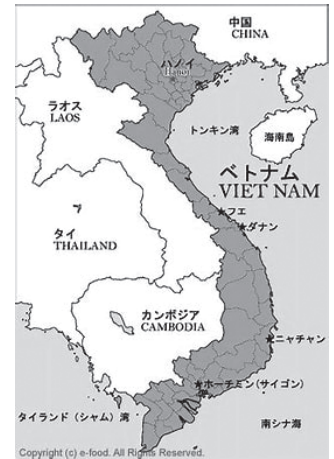 中国
CHINA
ハノイ
Hanoi
ラオス
LAOS
トンキン湾
海南島
ベトナム
VIET NAM
★フエ
★ダナン
タイ
THAILAND
カンボジア
CAMBODIA
★ニャチャン
★ホーチミン(サイゴン)
タイランド(シャム)湾
南シナ海
Copyright (c) e-food. All Rights Reserved.